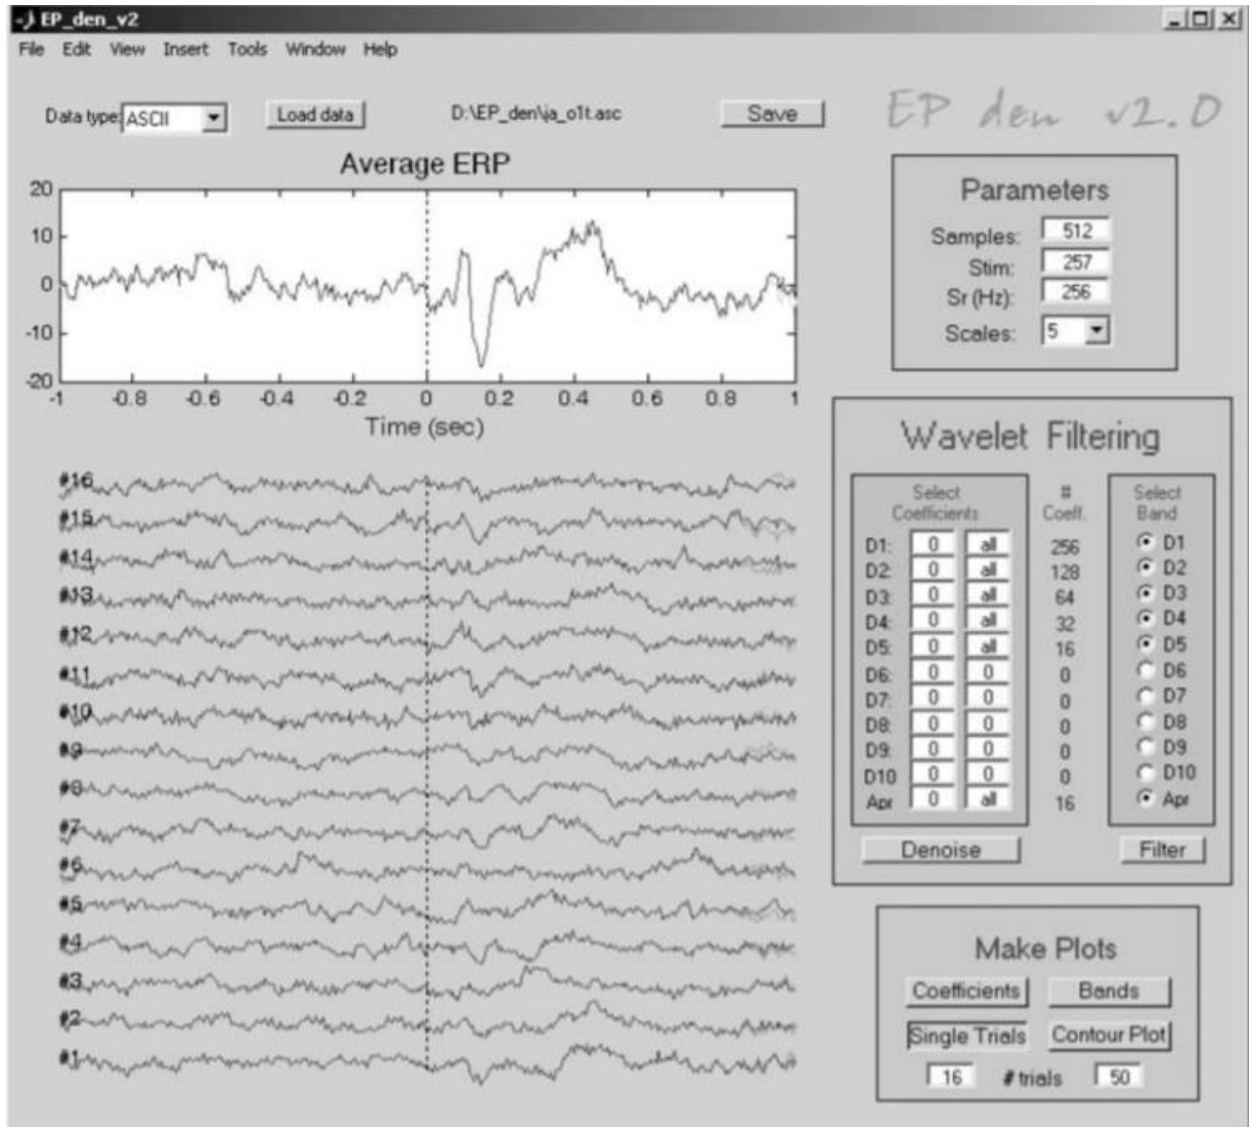 EP_den_v2
File Edit View Insert Tools Window Help
Data type: ASCII Load data D:\EP_den\ja_o1t.asc Save
EP den v2.0
Average ERP
20
10
0
-10
-20
-1 -0.8 -0.6 -0.4 -0.2 0 0.2 0.4 0.6 0.8 1
Time (sec)
#16
#15
#14
#13
#12
#11
#10
#9
#8
#7
#6
#5
#4
#3
#2
#1
Parameters
Samples: 512
Stim: 257
Sr (Hz): 256
Scales: 5
Wavelet Filtering
Select Coefficients # Coeff. Select Band
D1: 0 all 256 D1
D2: 0 all 128 D2
D3: 0 all 64 D3
D4: 0 all 32 D4
D5: 0 all 16 D5
D6: 0 0 0 D6
D7: 0 0 0 D7
D8: 0 0 0 D8
D9: 0 0 0 D9
D10 0 0 0 D10
Apr 0 all 16 Apr
Denoise Filter
Make Plots
Coefficients Bands
Single Trials Contour Plot
16 # trials 50